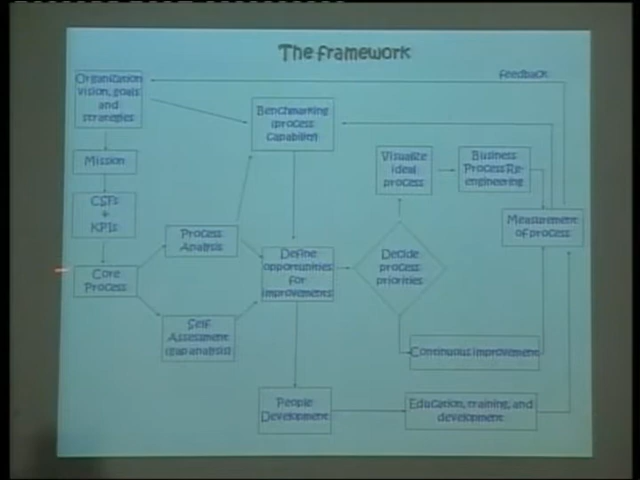 The framework
feedback
Organization
vision, goals
and
strategies
Benchmarking
(process
Capability)
Mission
Visualize
ideal
process
Business
Process Re-
engineering
CSFs
+
KPIs
Measurement
of process
Process
Analysis
Core
Process
Define
opportunities
for
improvements
Decide
process
priorities
Self
Assessment
(gap analysis)
Continuous improvement
People
Development
Education, training, and
development